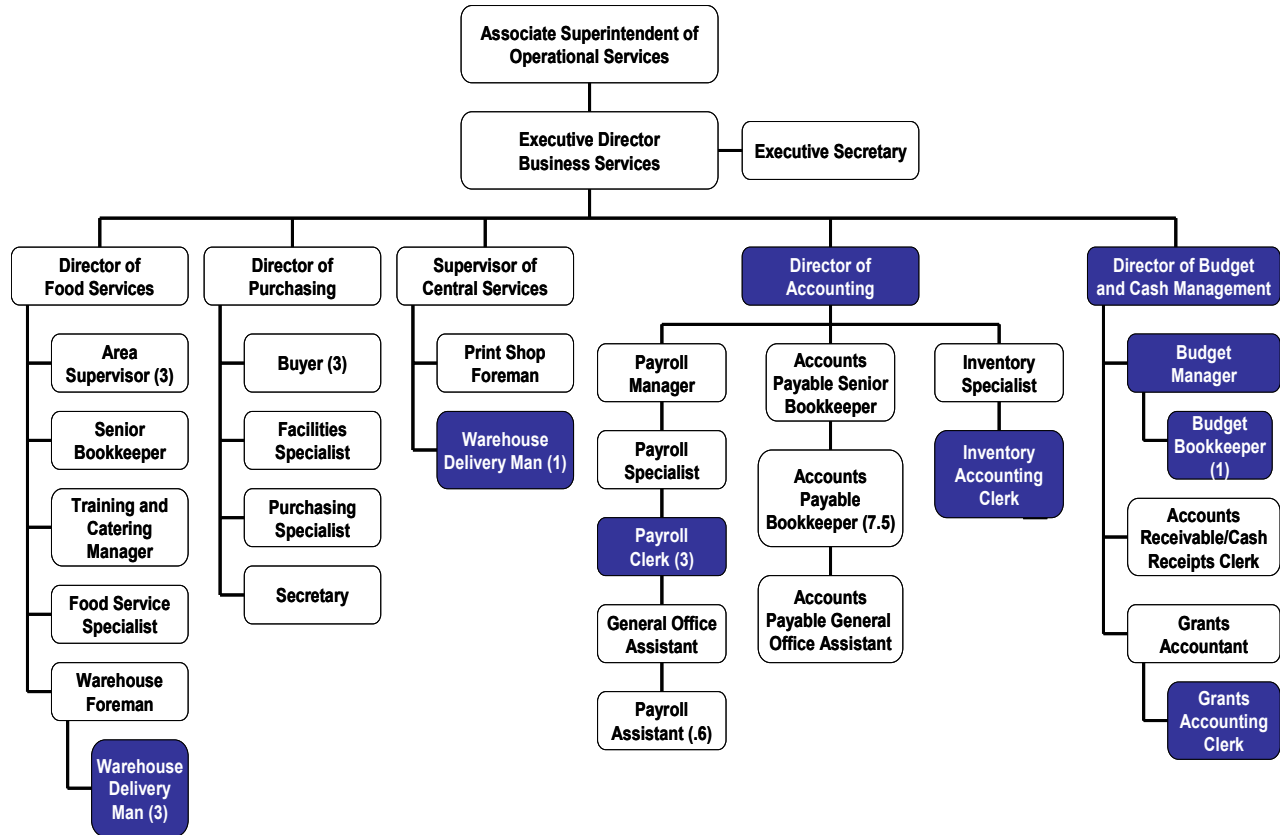 Associate Superintendent of
Operational Services
Executive Director
Business Services
Executive Secretary
Director of
Food Services
Director of
Purchasing
Supervisor of
Central Services
Director of
Accounting
Director of Budget
and Cash Management
Area
Supervisor (3)
Senior
Bookkeeper
Training and
Catering
Manager
Food Service
Specialist
Warehouse
Foreman
Warehouse
Delivery
Man (3)
Buyer (3)
Facilities
Specialist
Purchasing
Specialist
Secretary
Print Shop
Foreman
Warehouse
Delivery Man (1)
Payroll
Manager
Payroll
Specialist
Payroll
Clerk (3)
General Office
Assistant
Payroll
Assistant (.6)
Accounts
Payable Senior
Bookkeeper
Accounts
Payable
Bookkeeper (7.5)
Accounts
Payable General
Office Assistant
Inventory
Specialist
Inventory
Accounting
Clerk
Budget
Manager
Budget
Bookkeeper
(1)
Accounts
Receivable/Cash
Receipts Clerk
Grants
Accountant
Grants
Accounting
Clerk